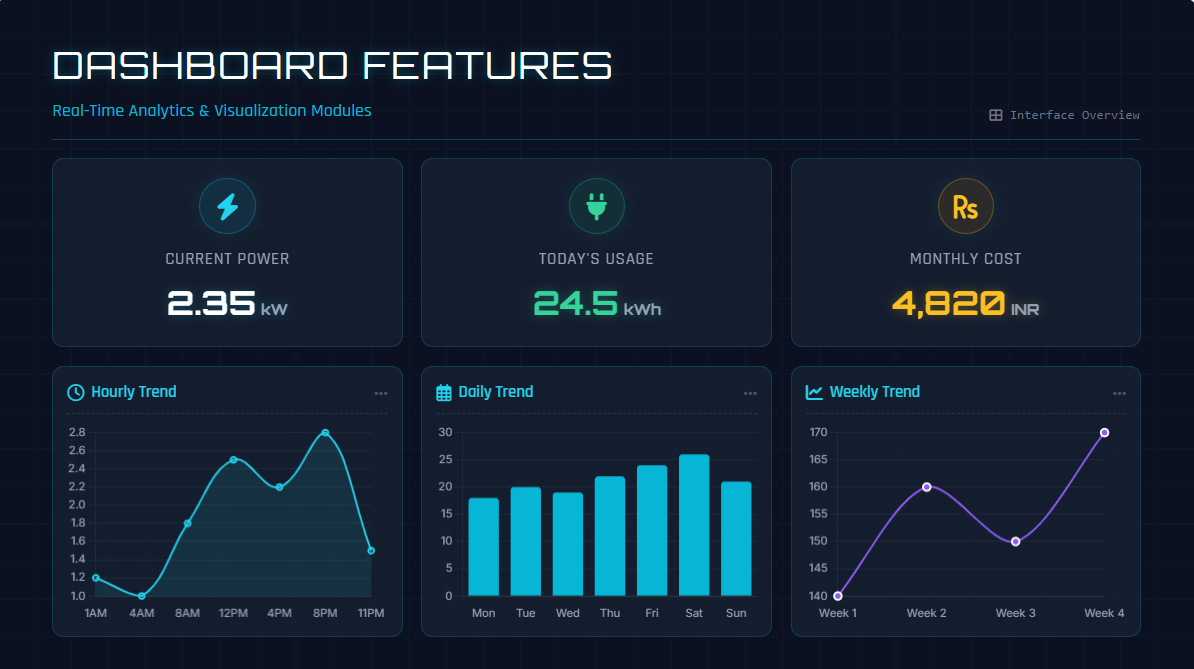 DASHBOARD FEATURES
Real-Time Analytics & Visualization Modules
Interface Overview
CURRENT POWER
2.35 kW
TODAY'S USAGE
24.5 kWh
Rs
MONTHLY COST
4,820 INR
Hourly Trend
2.8
2.6
2.4
2.2
2.0
1.8
1.6
1.4
1.2
1.0
1AM 4AM 8AM 12PM 4PM 8PM 11PM
Daily Trend
30
25
20
15
10
5
0
Mon Tue Wed Thu Fri Sat Sun
Weekly Trend
170
165
160
155
150
145
140
Week 1 Week 2 Week 3 Week 4